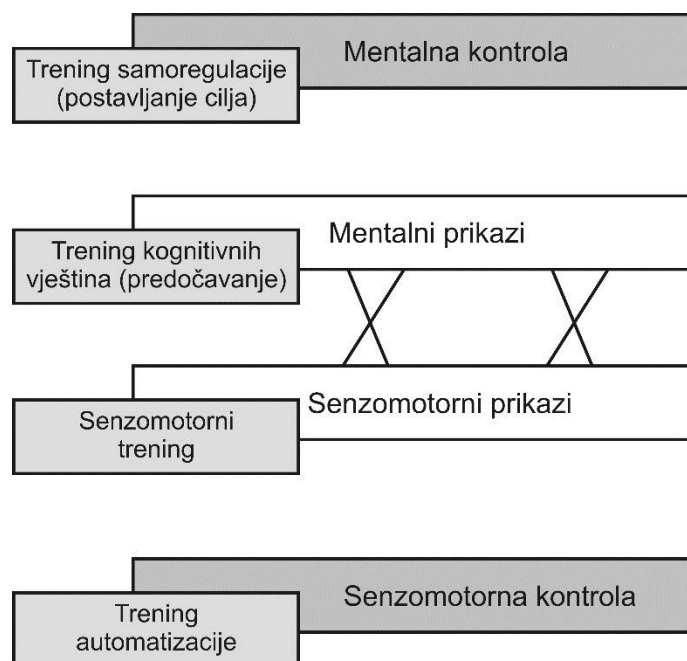 Mentalna kontrola
Trening samoregulacije
(postavljanje cilja)
Mentalni prikazi
Trening kognitivnih
vještina (predočavanje)
Senzomotorni prikazi
Senzomotorni
trening
Senzomotorna kontrola
Trening
automatizacije